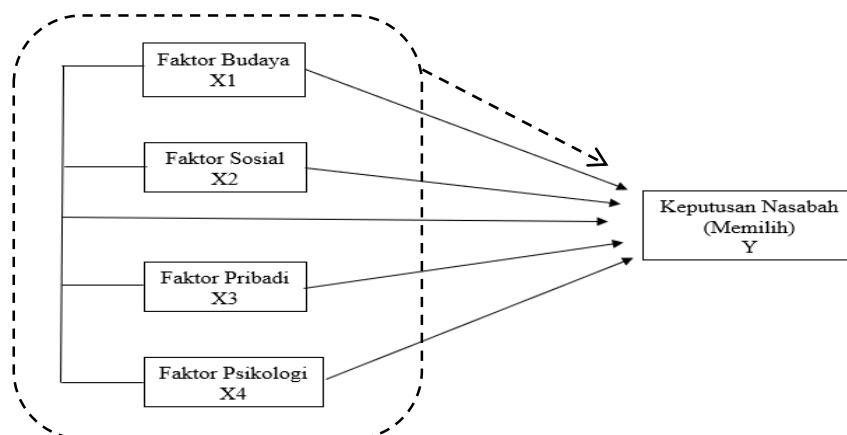 Faktor Budaya
X1
Faktor Sosial
X2
Keputusan Nasabah
(Memilih)
Y
Faktor Pribadi
X3
Faktor Psikologi
X4